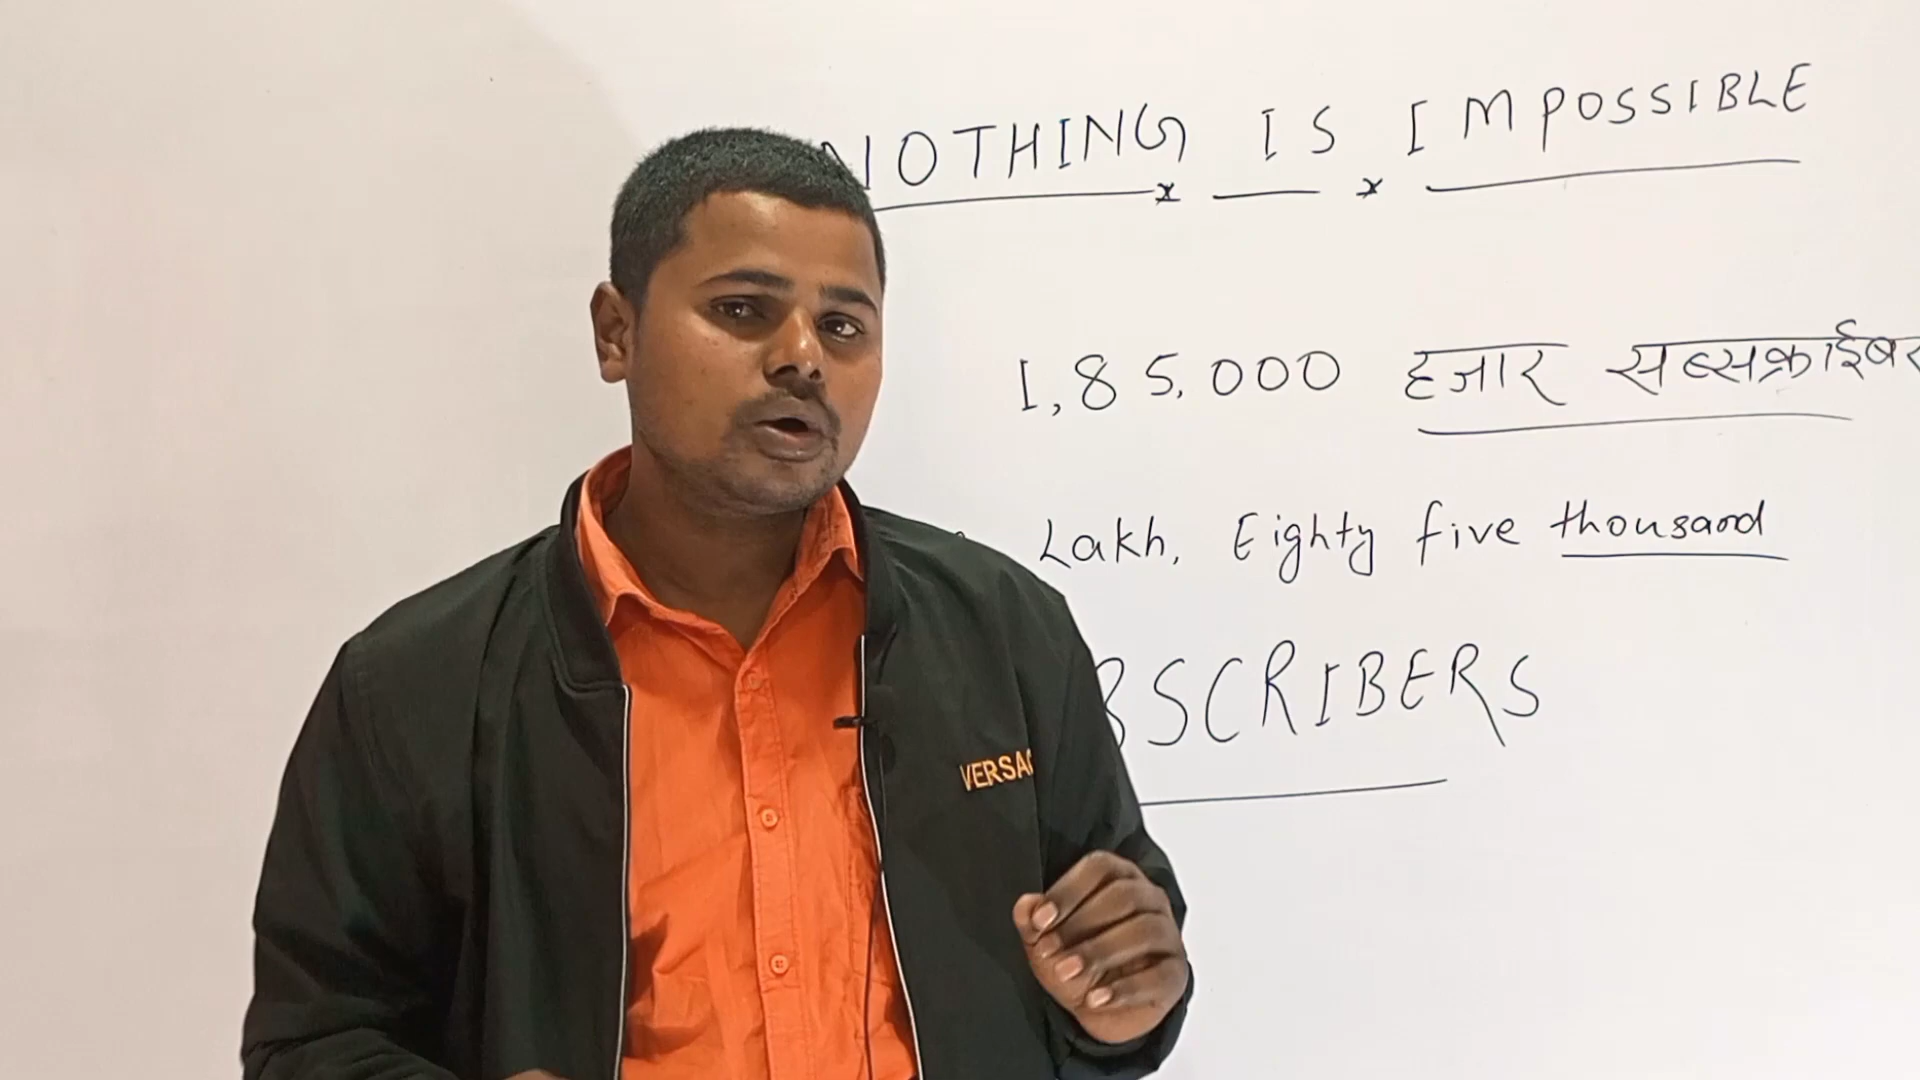 NOTHING IS IMPOSSIBLE
1,85,000 हजार सब्सक्राईबर
Lakh, Eighty five thousand
BSCRIBERS
VERSAC